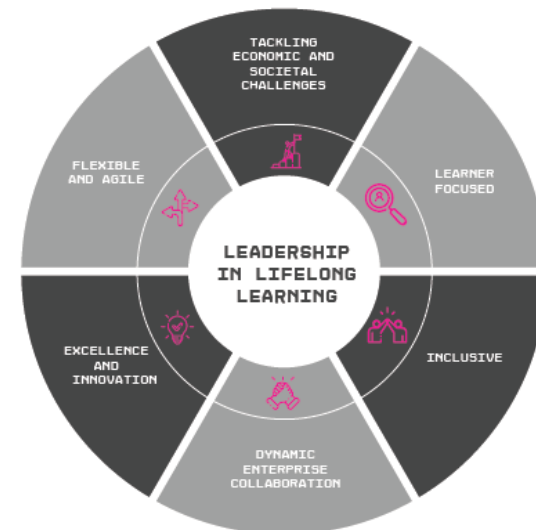 TACKLING
ECONOMIC AND
SOCIETAL
CHALLENGES
LEARNER
FOCUSED
INCLUSIVE
DYNAMIC
ENTERPRISE
COLLABORATION
EXCELLENCE
AND
INNOVATION
FLEXIBLE
AND AGILE
LEADERSHIP
IN LIFELONG
LEARNING